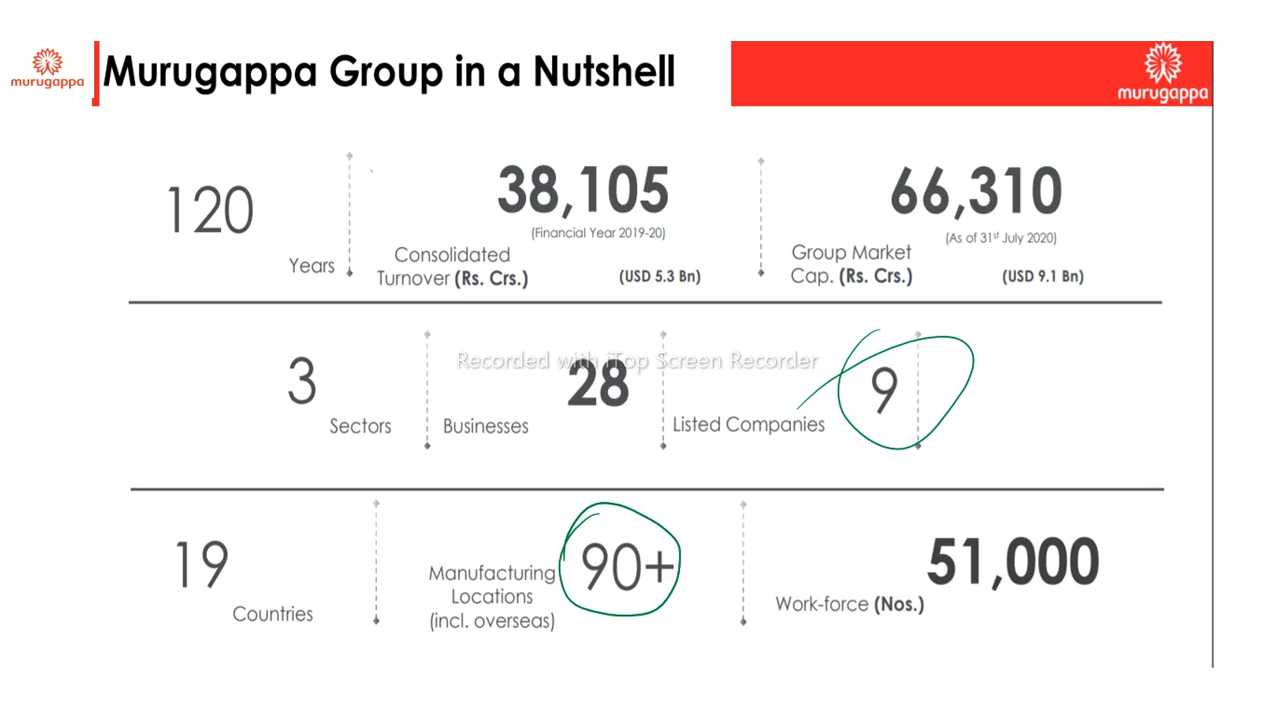 murugappa
Murugappa Group in a Nutshell
murugappa
120
Years
38,105
(Financial Year 2019-20)
Consolidated
Turnover (Rs. Crs.)
(USD 5.3 Bn)
66,310
(As of 31st July 2020)
Group Market
Cap. (Rs. Crs.)
(USD 9.1 Bn)
Recorded with iTop Screen Recorder
3
Sectors
28
Businesses
9
Listed Companies
19
Countries
90+
Manufacturing
Locations
(incl. overseas)
51,000
Work-force (Nos.)